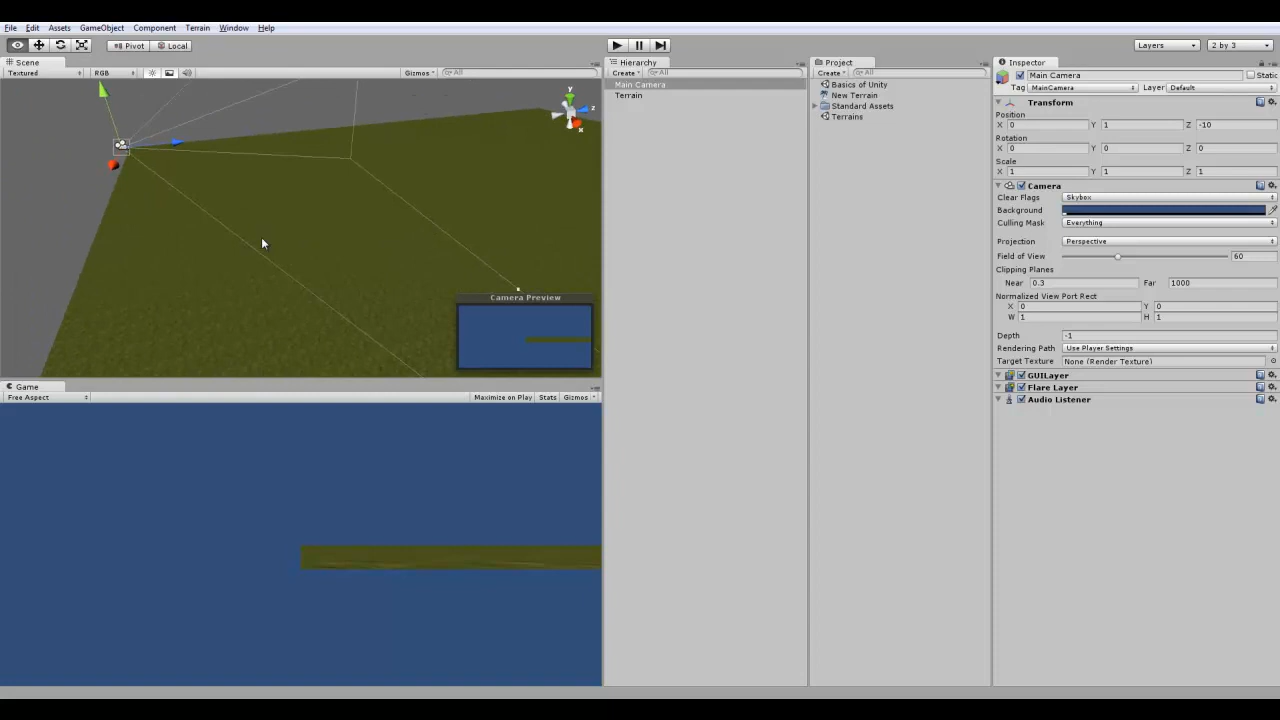 File Edit Assets GameObject Component Terrain Window Help
Pivot Local Layers 2 by 3
Scene Hierarchy Project Inspector
Textured RGB Gizmos All Create All Create All
Main Camera Static
Tag MainCamera Layer Default
Main Camera
Terrain
Basics of Unity
New Terrain
Standard Assets
Terrains
Transform
Position
X 0 Y 1 Z -10
Rotation
X 0 Y 0 Z 0
Scale
X 1 Y 1 Z 1
Camera
Clear Flags Skybox
Background
Culling Mask Everything
Projection Perspective
Field of View 60
Clipping Planes
Near 0.3 Far 1000
Normalized View Port Rect
X 0 Y 0
W 1 H 1
Depth -1
Rendering Path Use Player Settings
Target Texture None (Render Texture)
GUILayer
Flare Layer
Audio Listener
y
z
x
Camera Preview
Game
Free Aspect Maximize on Play Stats Gizmos